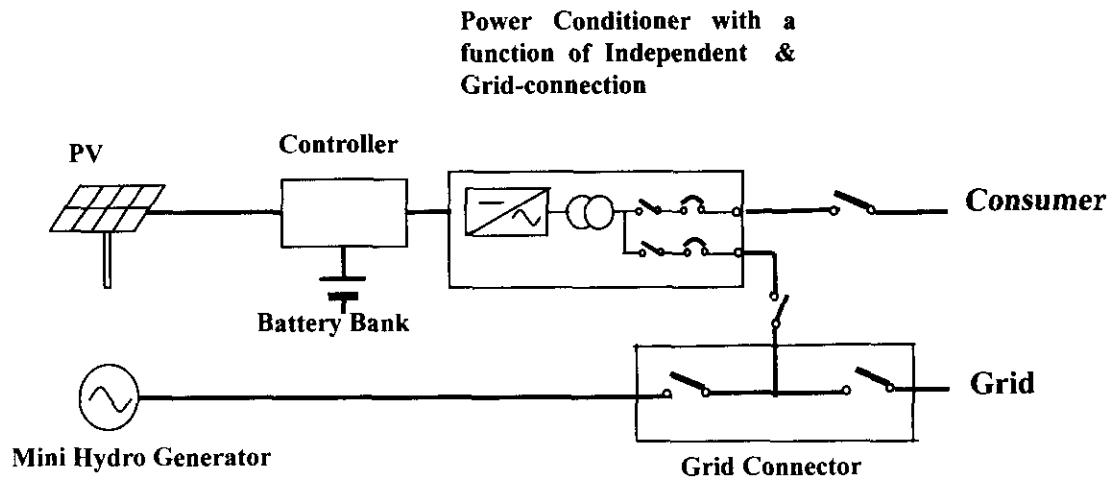 Power Conditioner with a
function of Independent &
Grid-connection
Controller
PV
Consumer
Battery Bank
Grid
Mini Hydro Generator
Grid Connector